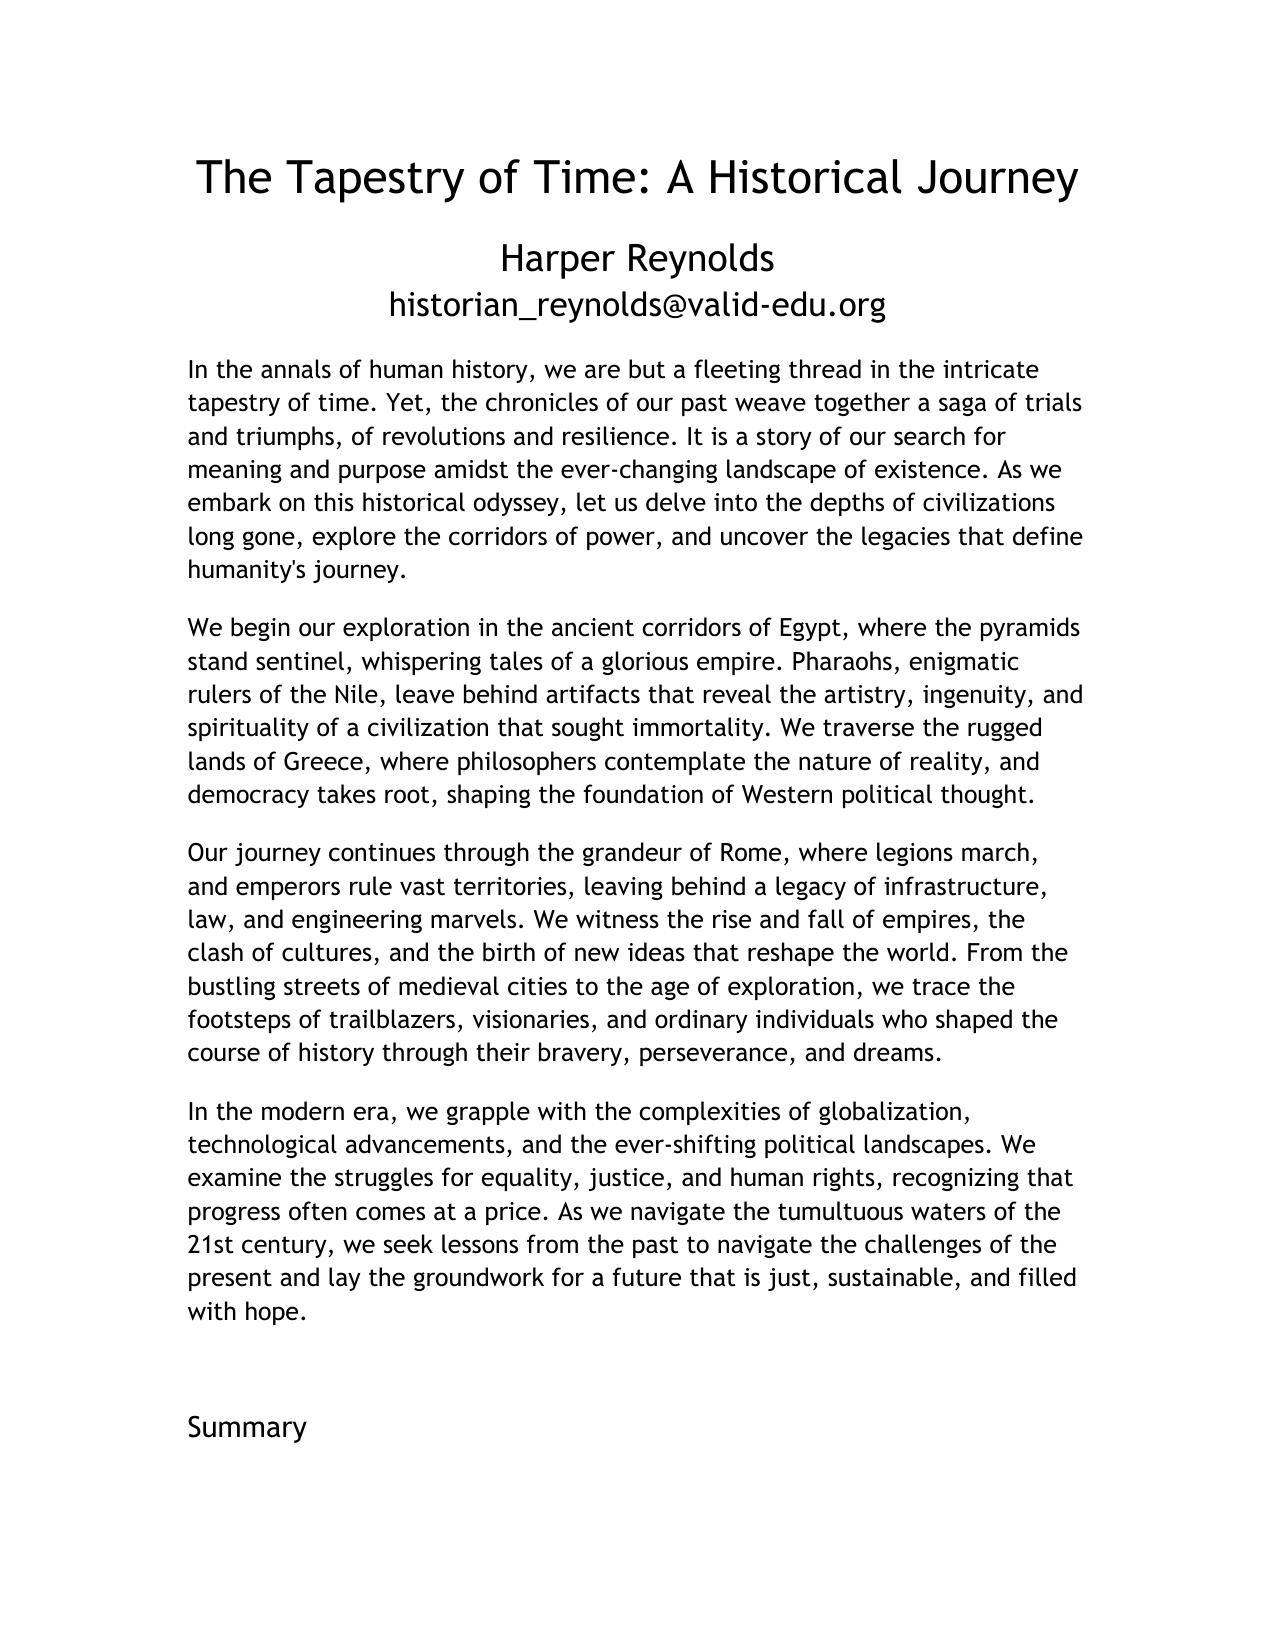 The Tapestry of Time: A Historical Journey
Harper Reynolds
historian_reynolds@valid-edu.org
In the annals of human history, we are but a fleeting thread in the intricate
tapestry of time. Yet, the chronicles of our past weave together a saga of trials
and triumphs, of revolutions and resilience. It is a story of our search for
meaning and purpose amidst the ever-changing landscape of existence. As we
embark on this historical odyssey, let us delve into the depths of civilizations
long gone, explore the corridors of power, and uncover the legacies that define
humanity's journey.
We begin our exploration in the ancient corridors of Egypt, where the pyramids
stand sentinel, whispering tales of a glorious empire. Pharaohs, enigmatic
rulers of the Nile, leave behind artifacts that reveal the artistry, ingenuity, and
spirituality of a civilization that sought immortality. We traverse the rugged
lands of Greece, where philosophers contemplate the nature of reality, and
democracy takes root, shaping the foundation of Western political thought.
Our journey continues through the grandeur of Rome, where legions march,
and emperors rule vast territories, leaving behind a legacy of infrastructure,
law, and engineering marvels. We witness the rise and fall of empires, the
clash of cultures, and the birth of new ideas that reshape the world. From the
bustling streets of medieval cities to the age of exploration, we trace the
footsteps of trailblazers, visionaries, and ordinary individuals who shaped the
course of history through their bravery, perseverance, and dreams.
In the modern era, we grapple with the complexities of globalization,
technological advancements, and the ever-shifting political landscapes. We
examine the struggles for equality, justice, and human rights, recognizing that
progress often comes at a price. As we navigate the tumultuous waters of the
21st century, we seek lessons from the past to navigate the challenges of the
present and lay the groundwork for a future that is just, sustainable, and filled
with hope.
Summary